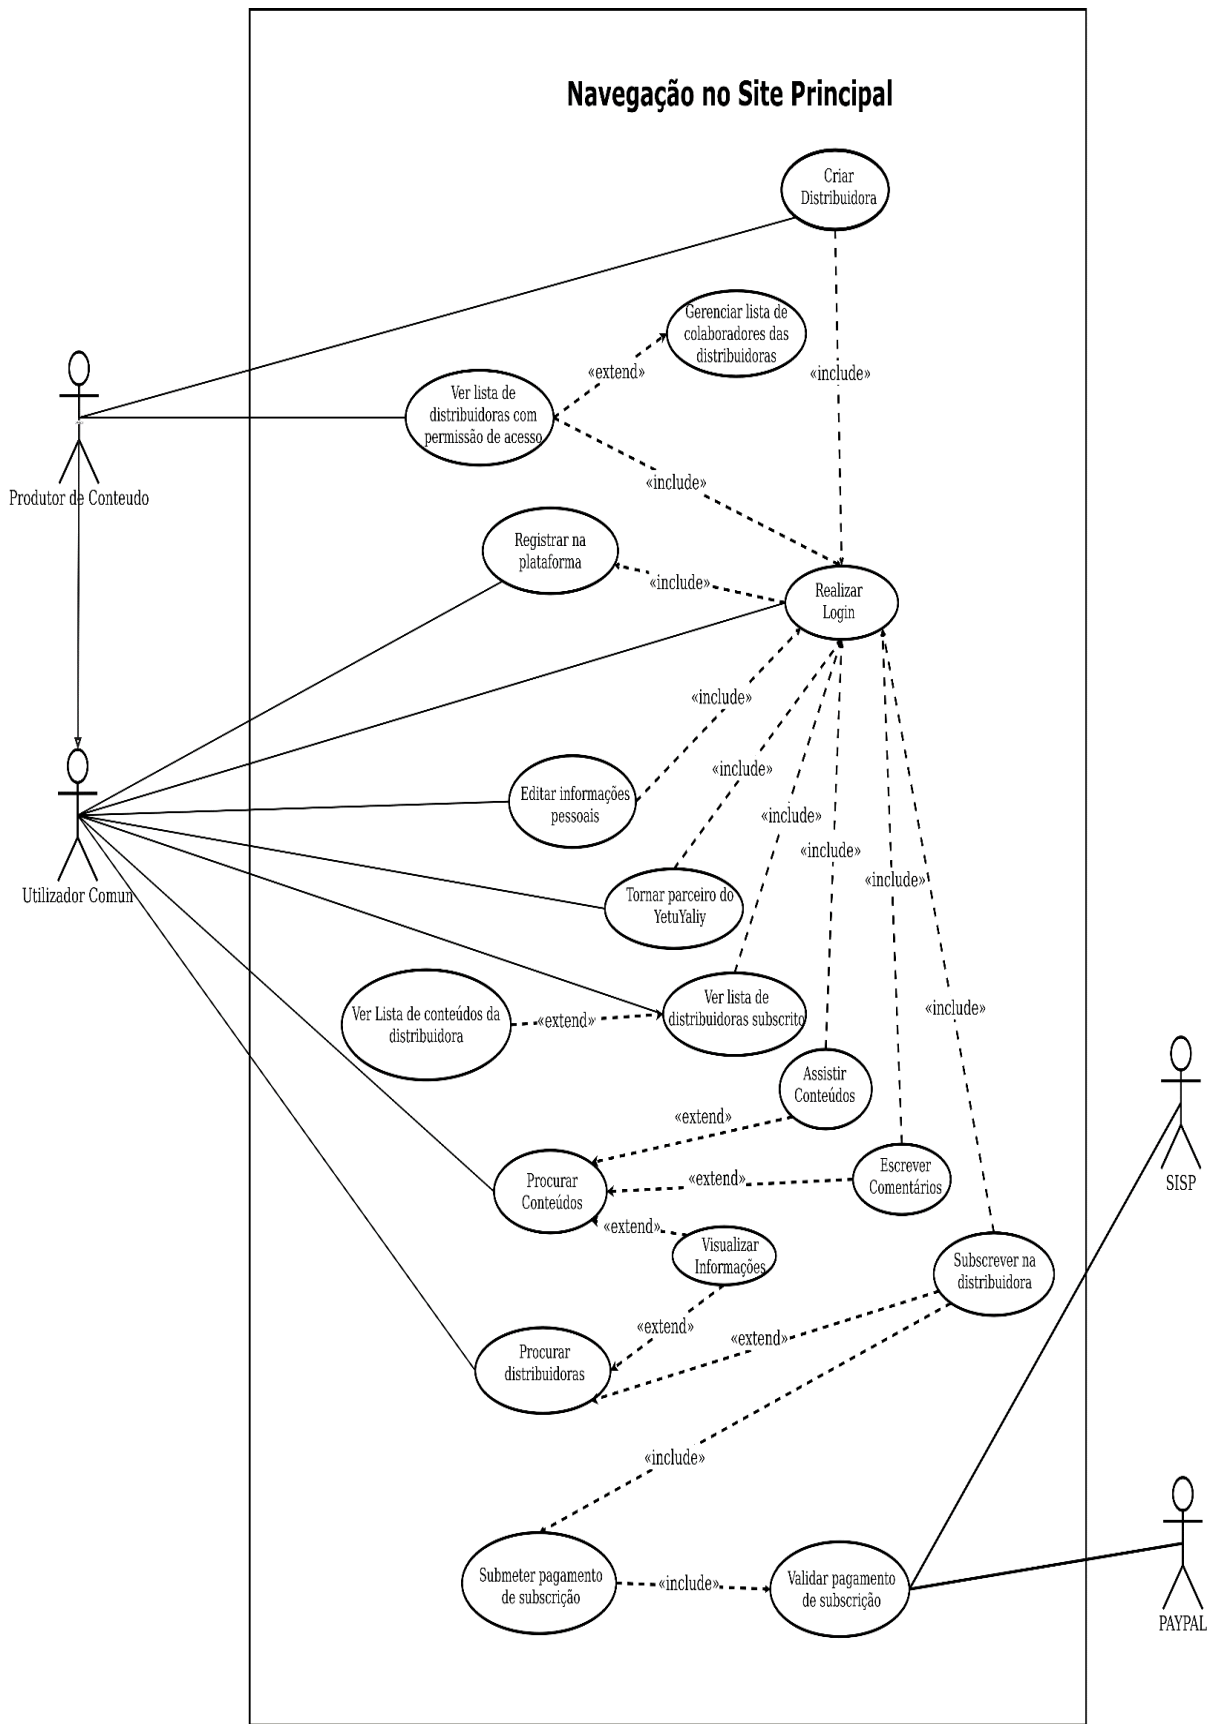 Navegação no Site Principal
Criar
Distribuidora
Gerenciar lista de
colaboradores das
distribuidoras
«extend»
«include»
Ver lista de
distribuidoras com
permissão de acesso
«include»
Produtor de Conteudo
Registrar na
plataforma
«include»
Realizar
Login
«include»
«include»
Editar informações
pessoais
«include»
«include»
«include»
Utilizador Comun
Tornar parceiro do
YetuYaliy
Ver lista de
distribuidoras subscrito
Ver Lista de conteúdos da
distribuidora
«extend»
«include»
Assistir
Conteúdos
«extend»
Procurar
Conteúdos
«extend»
Escrever
Comentários
SISP
«extend»
Visualizar
Informações
Subscrever na
distribuidora
«extend»
«extend»
Procurar
distribuidoras
«include»
Submeter pagamento
de subscrição
«include»
Validar pagamento
de subscrição
PAYPAL